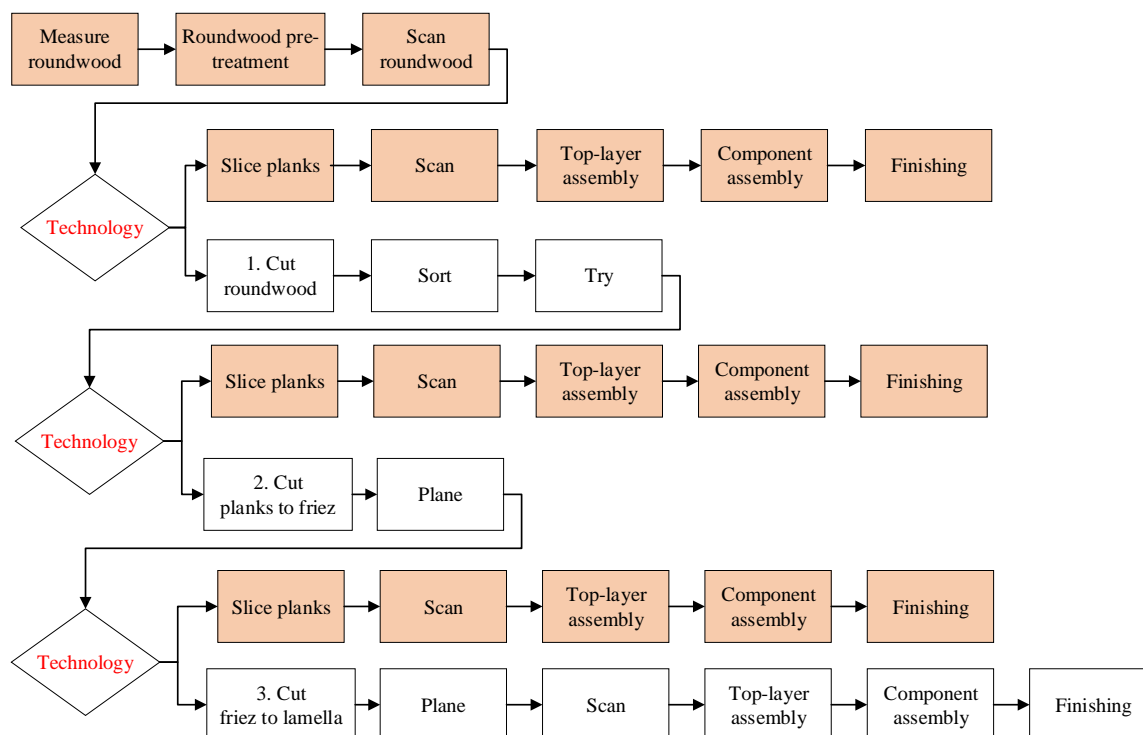 Measure
roundwood
Roundwood pre-
treatment
Scan
roundwood
Technology
Slice planks
Scan
Top-layer
assembly
Component
assembly
Finishing
1. Cut
roundwood
Sort
Try
Technology
Slice planks
Scan
Top-layer
assembly
Component
assembly
Finishing
2. Cut
planks to friez
Plane
Technology
Slice planks
Scan
Top-layer
assembly
Component
assembly
Finishing
3. Cut
friez to lamella
Plane
Scan
Top-layer
assembly
Component
assembly
Finishing